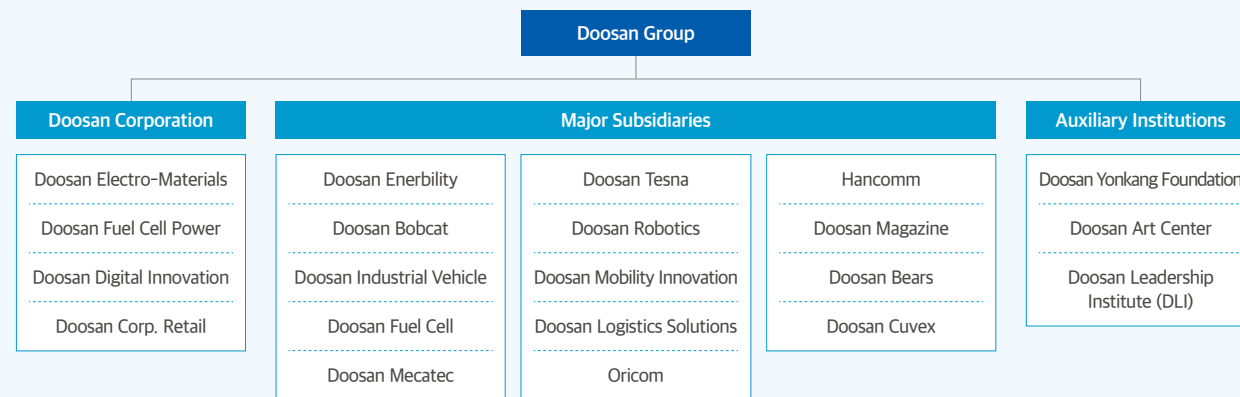 Doosan Group
Doosan Corporation
Doosan Electro-Materials
Doosan Fuel Cell Power
Doosan Digital Innovation
Doosan Corp. Retail
Major Subsidiaries
Doosan Enerbility
Doosan Bobcat
Doosan Industrial Vehicle
Doosan Fuel Cell
Doosan Mecatec
Doosan Tesna
Doosan Robotics
Doosan Mobility Innovation
Doosan Logistics Solutions
Oricom
Hancomm
Doosan Magazine
Doosan Bears
Doosan Cuvex
Auxiliary Institutions
Doosan Yonkang Foundation
Doosan Art Center
Doosan Leadership
Institute (DLI)